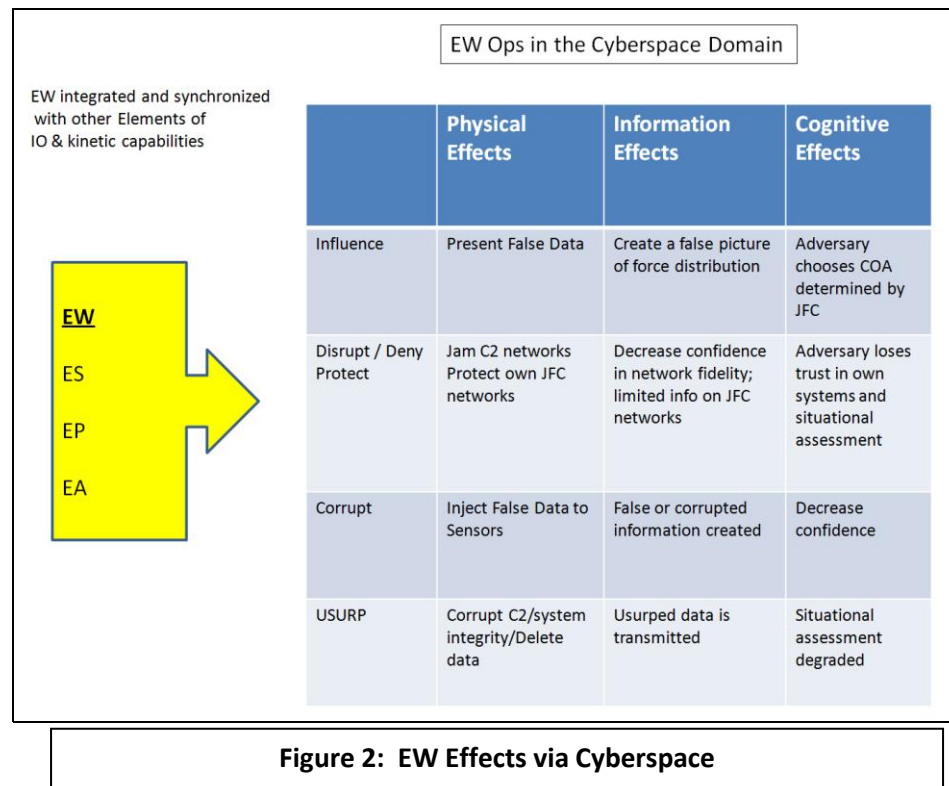 EW Ops in the Cyberspace Domain
EW integrated and synchronized
with other Elements of
IO & kinetic capabilities
EW
ES
EP
EA
Physical
Effects
Information
Effects
Cognitive
Effects
Influence
Present False Data
Create a false picture
of force distribution
Adversary
chooses COA
determined by
JFC
Disrupt / Deny
Protect
Jam C2 networks
Protect own JFC
networks
Decrease confidence
in network fidelity;
limited info on JFC
networks
Adversary loses
trust in own
systems and
situational
assessment
Corrupt
Inject False Data to
Sensors
False or corrupted
information created
Decrease
confidence
USURP
Corrupt C2/system
integrity/Delete
data
Usurped data is
transmitted
Situational
assessment
degraded
Figure 2: EW Effects via Cyberspace